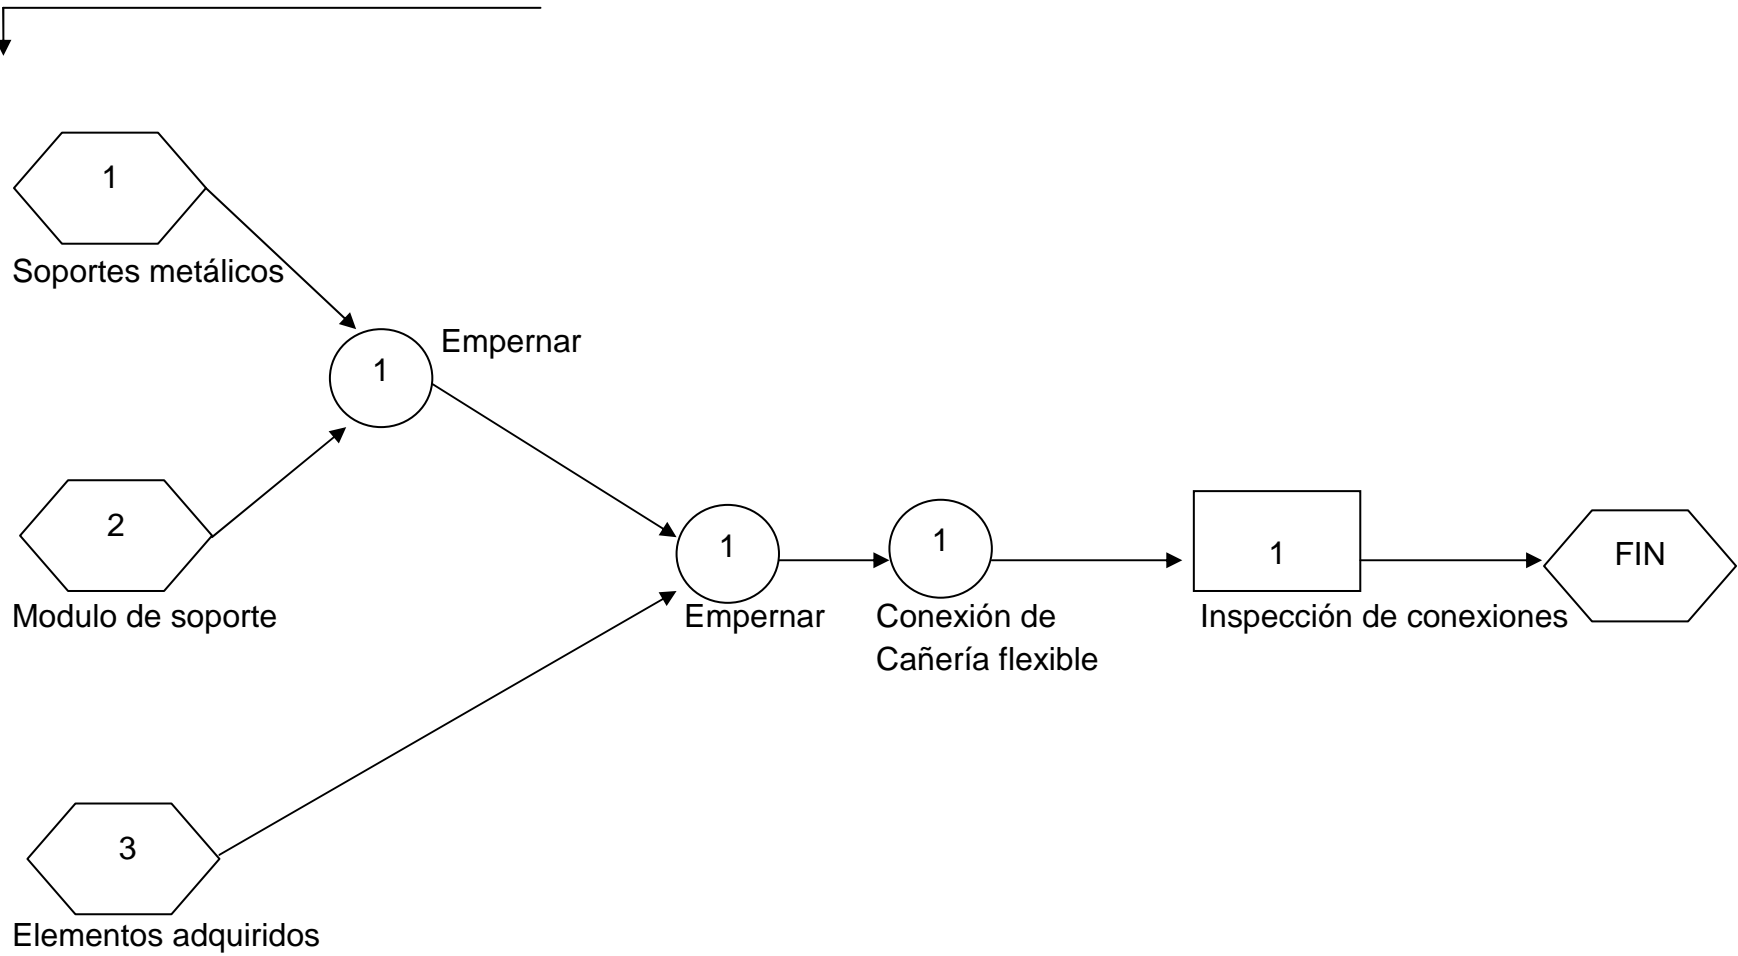 1
Soportes metálicos
Empernar
1
2
Modulo de soporte
1
Empernar
1
Conexión de
Cañería flexible
1
Inspección de conexiones
FIN
3
Elementos adquiridos